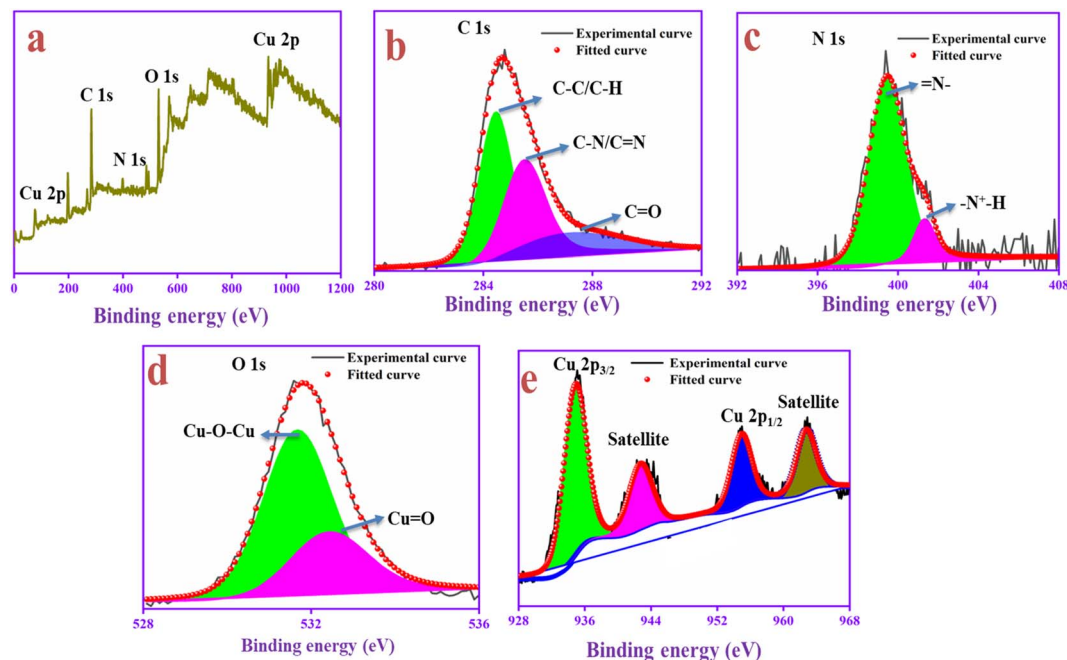 a
Cu 2p
C 1s
N 1s
O 1s
Cu 2p
0 200 400 600 800 1000 1200
Binding energy (eV)
b
C 1s
Experimental curve
Fitted curve
C-C/C-H
C-N/C=N
C=O
280 284 288 292
Binding energy (eV)
c
N 1s
Experimental curve
Fitted curve
=N-
-N⁺-H
392 396 400 404 408
Binding energy (eV)
d
O 1s
Experimental curve
Fitted curve
Cu-O-Cu
Cu=O
528 532 536
Binding energy (eV)
e
Cu 2p₃/₂
Experimental curve
Fitted curve
Satellite
Cu 2p₁/₂
Satellite
928 936 944 952 960 968
Binding energy (eV)